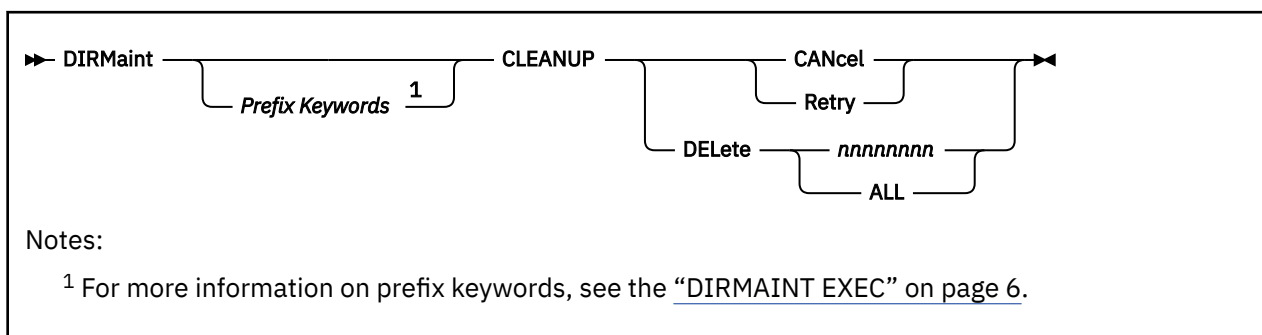 DIRMaint Prefix Keywords 1 CLEANUP CANcel
Retry
DELete nnnnnnnn
ALL
Notes:
1 For more information on prefix keywords, see the “DIRMAINT EXEC” on page 6.